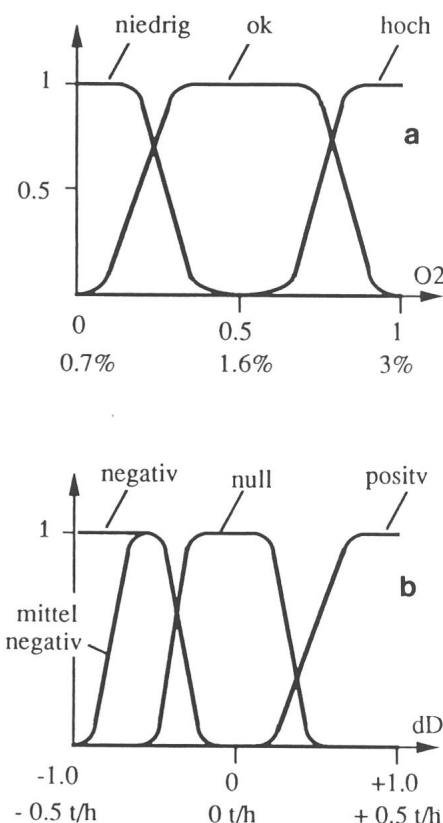 niedrig ok hoch
1
a
0.5
O2
0 0.5 1
0.7% 1.6% 3%
negativ null positv
1
b
mittel
negativ
dD
-1.0 0 +1.0
- 0.5 t/h 0 t/h + 0.5 t/h